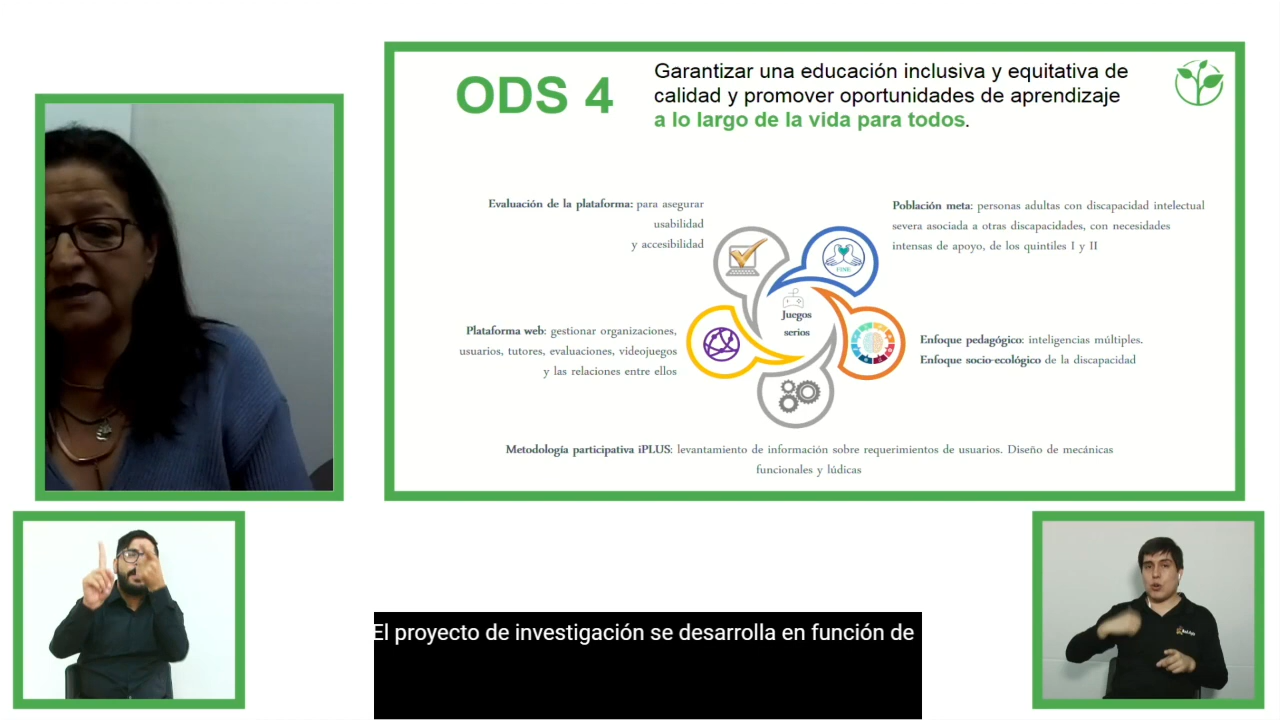 ODS 4
Garantizar una educación inclusiva y equitativa de
calidad y promover oportunidades de aprendizaje
a lo largo de la vida para todos.
Evaluación de la plataforma: para asegurar
usabilidad
y accesibilidad
Población meta: personas adultas con discapacidad intelectual
severa asociada a otras discapacidades, con necesidades
intensas de apoyo, de los quintiles I y II
FINE
Juegos
serios
Plataforma web: gestionar organizaciones,
usuarios, tutores, evaluaciones, videojuegos
y las relaciones entre ellos
Enfoque pedagógico: inteligencias múltiples.
Enfoque socio-ecológico de la discapacidad
Metodología participativa iPLUS: levantamiento de información sobre requerimientos de usuarios. Diseño de mecánicas
funcionales y lúdicas
El proyecto de investigación se desarrolla en función de